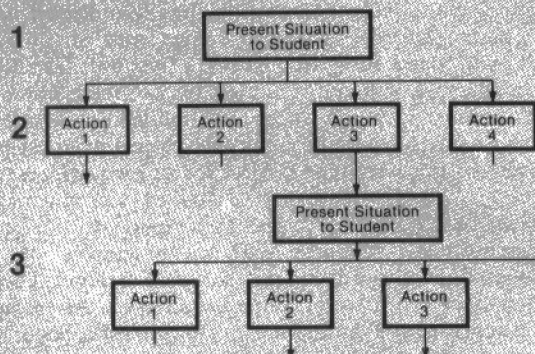 1
Present Situation
to Student
2
Action
1
Action
2
Action
3
Action
4
Present Situation
to Student
3
Action
1
Action
2
Action
3